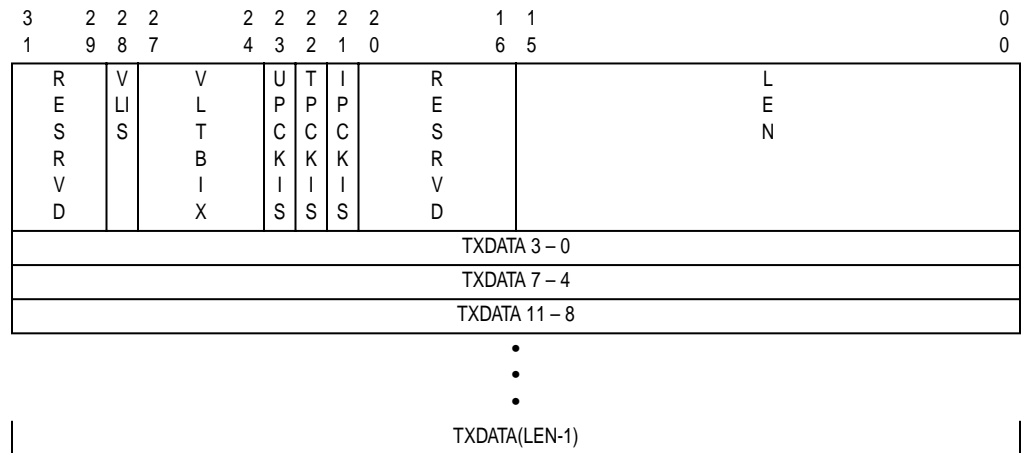 3 2 2 2 2 2 2 2 2 1 1 0
1 9 8 7 4 3 2 1 0 6 5 0
R V V U T I R L
E LI L P P P E E
S S T C C C S N
R B K K K R
V I I I I V
D X S S S D
TXDATA 3 – 0
TXDATA 7 – 4
TXDATA 11 – 8
•
•
•
TXDATA(LEN-1)